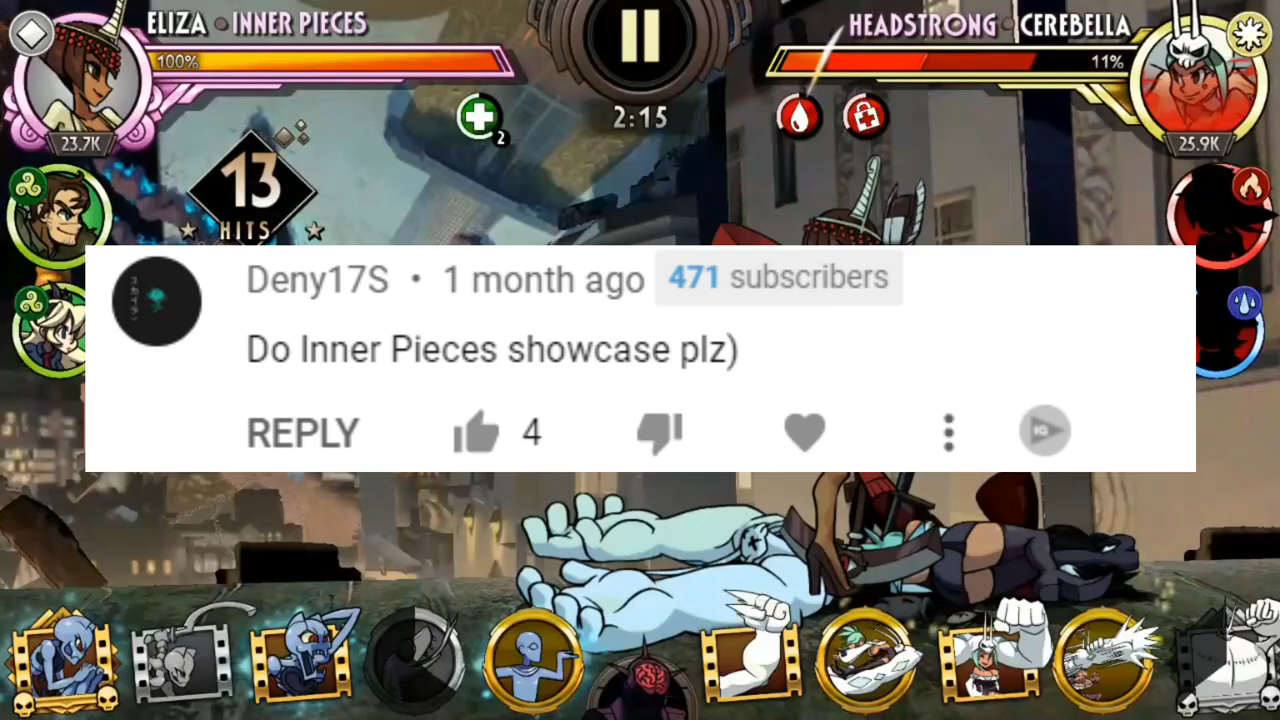 ELIZA • INNER PIECES
HEADSTRONG • CEREBELLA
100%
11%
2:15
2
23.7K
25.9K
13
HITS
Deny17S • 1 month ago 471 subscribers
Do Inner Pieces showcase plz)
REPLY 4